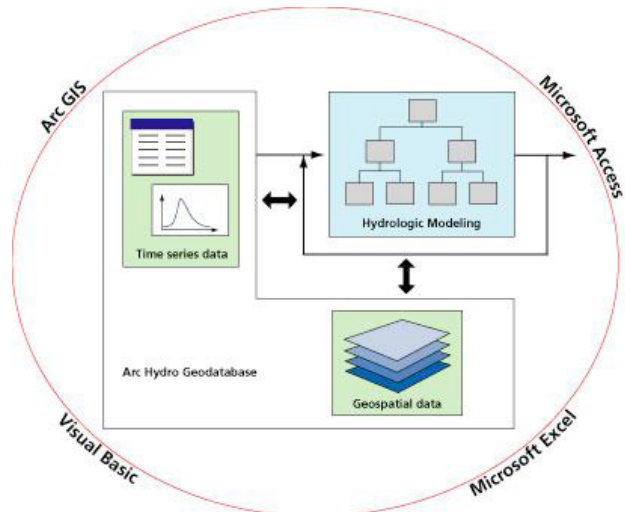 Arc GIS
Microsoft Access
Time series data
Hydrologic Modeling
Arc Hydro Geodatabase
Geospatial data
Visual Basic
Microsoft Excel